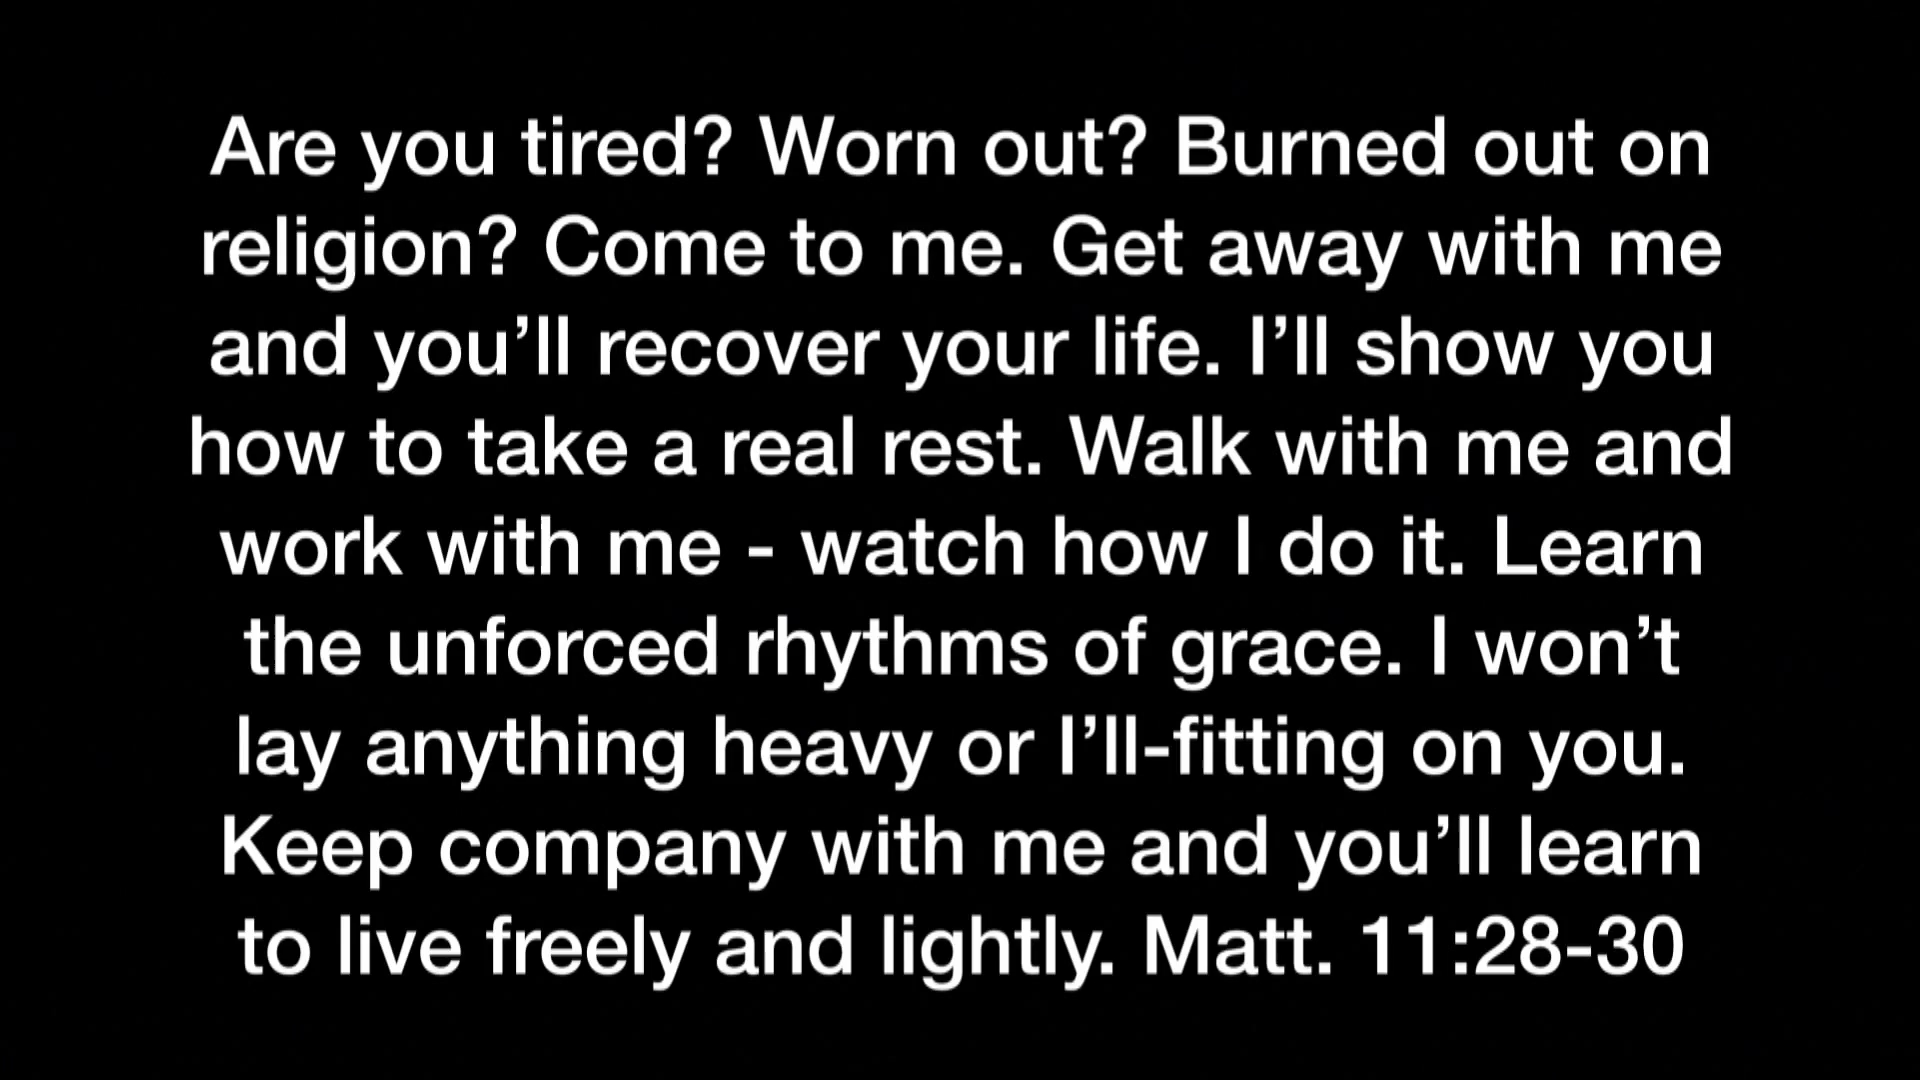 Are you tired? Worn out? Burned out on
religion? Come to me. Get away with me
and you’ll recover your life. I’ll show you
how to take a real rest. Walk with me and
work with me - watch how I do it. Learn
the unforced rhythms of grace. I won’t
lay anything heavy or I’ll-fitting on you.
Keep company with me and you’ll learn
to live freely and lightly. Matt. 11:28-30